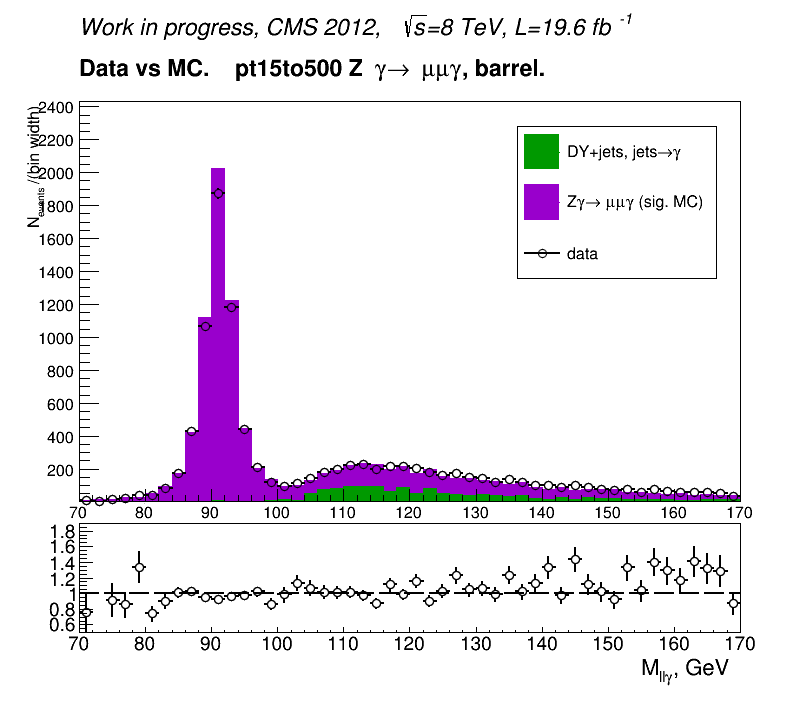 Work in progress, CMS 2012, √s=8 TeV, L=19.6 fb⁻¹
Data vs MC. pt15to500 Z γ→ μμγ, barrel.
N_events/(bin width)
2400
2200
2000
1800
1600
1400
1200
1000
800
600
400
200
DY+jets, jets→γ
Zγ→ μμγ (sig. MC)
data
70 80 90 100 110 120 130 140 150 160 170
1.8
1.6
1.4
1.2
1
0.8
0.6
70 80 90 100 110 120 130 140 150 160 170
M_llγ, GeV